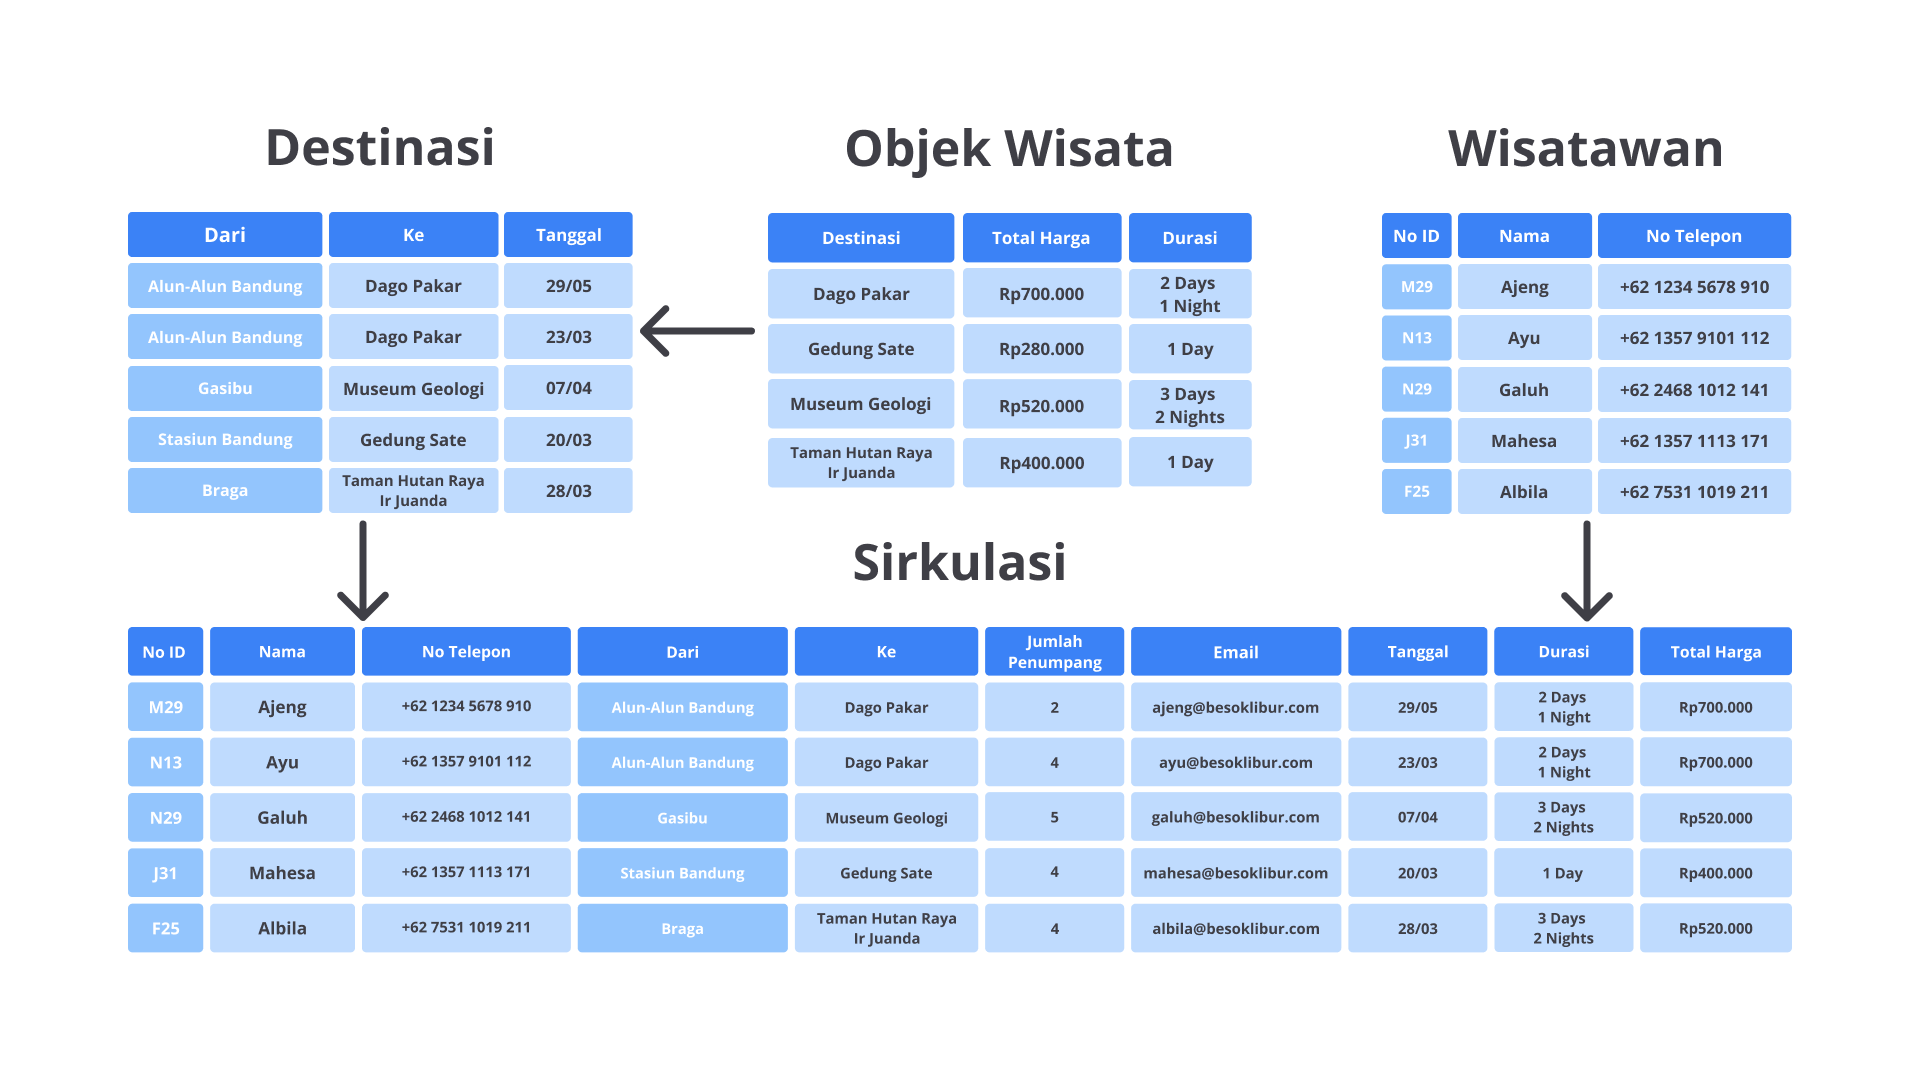 Destinasi
Dari Ke Tanggal
Alun-Alun Bandung Dago Pakar 29/05
Alun-Alun Bandung Dago Pakar 23/03
Gasibu Museum Geologi 07/04
Stasiun Bandung Gedung Sate 20/03
Braga Taman Hutan Raya Ir Juanda 28/03
Objek Wisata
Destinasi Total Harga Durasi
Dago Pakar Rp700.000 2 Days 1 Night
Gedung Sate Rp280.000 1 Day
Museum Geologi Rp520.000 3 Days 2 Nights
Taman Hutan Raya Ir Juanda Rp400.000 1 Day
Wisatawan
No ID Nama No Telepon
M29 Ajeng +62 1234 5678 910
N13 Ayu +62 1357 9101 112
N29 Galuh +62 2468 1012 141
J31 Mahesa +62 1357 1113 171
F25 Albila +62 7531 1019 211
Sirkulasi
No ID Nama No Telepon Dari Ke Jumlah Penumpang Email Tanggal Durasi Total Harga
M29 Ajeng +62 1234 5678 910 Alun-Alun Bandung Dago Pakar 2 ajeng@besoklibur.com 29/05 2 Days 1 Night Rp700.000
N13 Ayu +62 1357 9101 112 Alun-Alun Bandung Dago Pakar 4 ayu@besoklibur.com 23/03 2 Days 1 Night Rp700.000
N29 Galuh +62 2468 1012 141 Gasibu Museum Geologi 5 galuh@besoklibur.com 07/04 3 Days 2 Nights Rp520.000
J31 Mahesa +62 1357 1113 171 Stasiun Bandung Gedung Sate 4 mahesa@besoklibur.com 20/03 1 Day Rp400.000
F25 Albila +62 7531 1019 211 Braga Taman Hutan Raya Ir Juanda 4 albila@besoklibur.com 28/03 3 Days 2 Nights Rp520.000